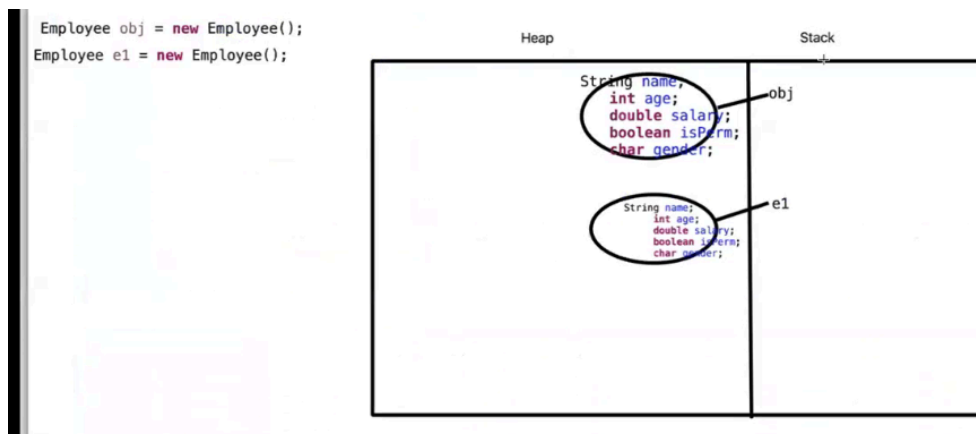 Employee obj = new Employee();
Employee e1 = new Employee();
Heap
Stack
String name;
int age;
double salary;
boolean isPerm;
char gender;
obj
String name;
int age;
double salary;
boolean isPerm;
char gender;
e1